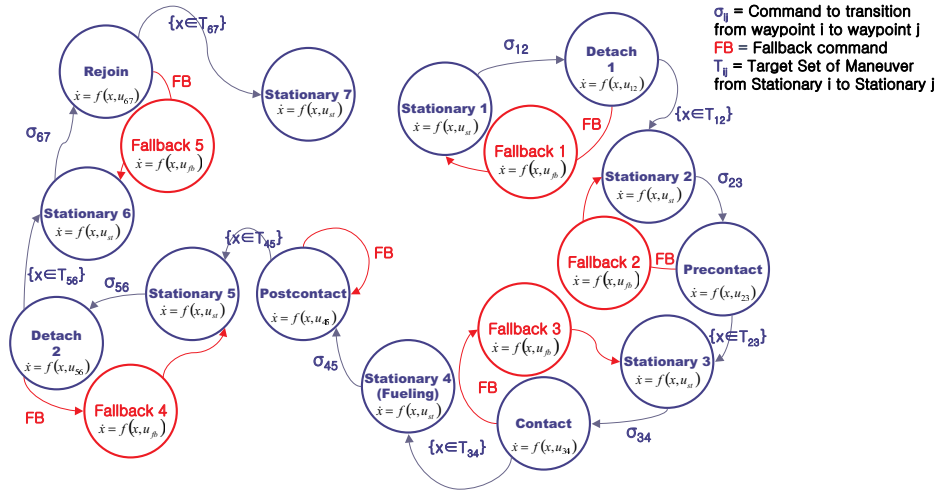 σij = Command to transition
from waypoint i to waypoint j
FB = Fallback command
Tij = Target Set of Maneuver
from Stationary i to Stationary j
{x∈T67}
Rejoin
ẋ = f(x,u67)
FB
Stationary 7
ẋ = f(x,ust)
σ67
Fallback 5
ẋ = f(x,ufb)
Stationary 6
ẋ = f(x,ust)
{x∈T56}
σ12
Detach
1
ẋ = f(x,u12)
Stationary 1
ẋ = f(x,ust)
FB
Fallback 1
ẋ = f(x,ufb)
{x∈T12}
Stationary 2
ẋ = f(x,ust)
σ23
Fallback 2
ẋ = f(x,ufb)
FB
Precontact
ẋ = f(x,u23)
{x∈T23}
{x∈T45}
FB
Postcontact
ẋ = f(x,u45)
σ56
Stationary 5
ẋ = f(x,ust)
Detach
2
ẋ = f(x,u56)
FB
Fallback 4
ẋ = f(x,ufb)
σ45
Stationary 4
(Fueling)
ẋ = f(x,ust)
Fallback 3
ẋ = f(x,ufb)
FB
Stationary 3
ẋ = f(x,ust)
Contact
ẋ = f(x,u34)
σ34
{x∈T34}